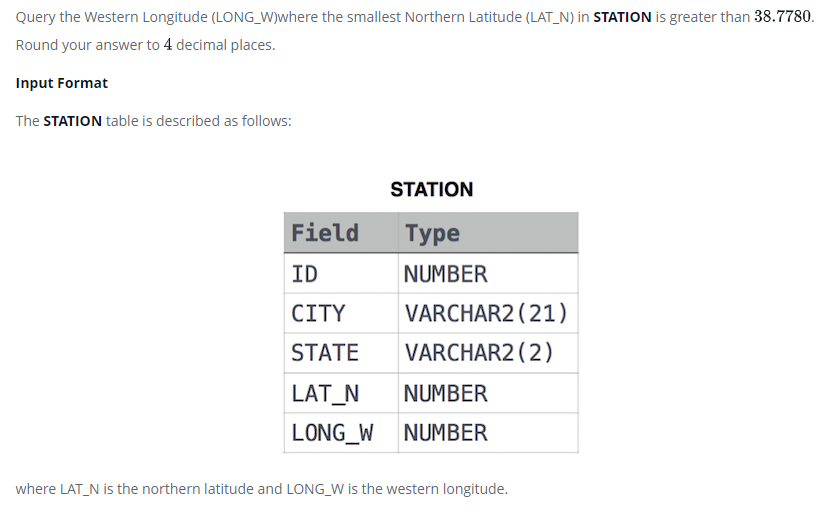 Query the Western Longitude (LONG_W)where the smallest Northern Latitude (LAT_N) in STATION is greater than 38.7780.
Round your answer to 4 decimal places.
Input Format
The STATION table is described as follows:
STATION
Field Type
ID NUMBER
CITY VARCHAR2(21)
STATE VARCHAR2(2)
LAT_N NUMBER
LONG_W NUMBER
where LAT_N is the northern latitude and LONG_W is the western longitude.